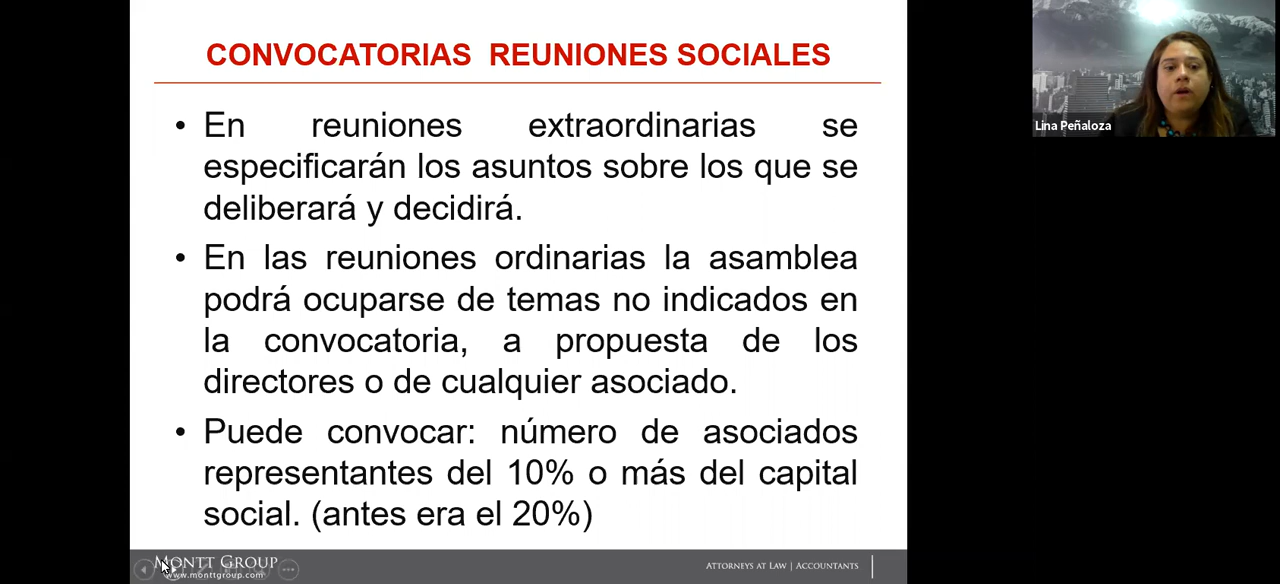 CONVOCATORIAS REUNIONES SOCIALES
• En reuniones extraordinarias se
especificarán los asuntos sobre los que se
deliberará y decidirá.
• En las reuniones ordinarias la asamblea
podrá ocuparse de temas no indicados en
la convocatoria, a propuesta de los
directores o de cualquier asociado.
• Puede convocar: número de asociados
representantes del 10% o más del capital
social. (antes era el 20%)
MONTT GROUP
www.monttgroup.com
ATTORNEYS AT LAW | ACCOUNTANTS
Lina Peñaloza